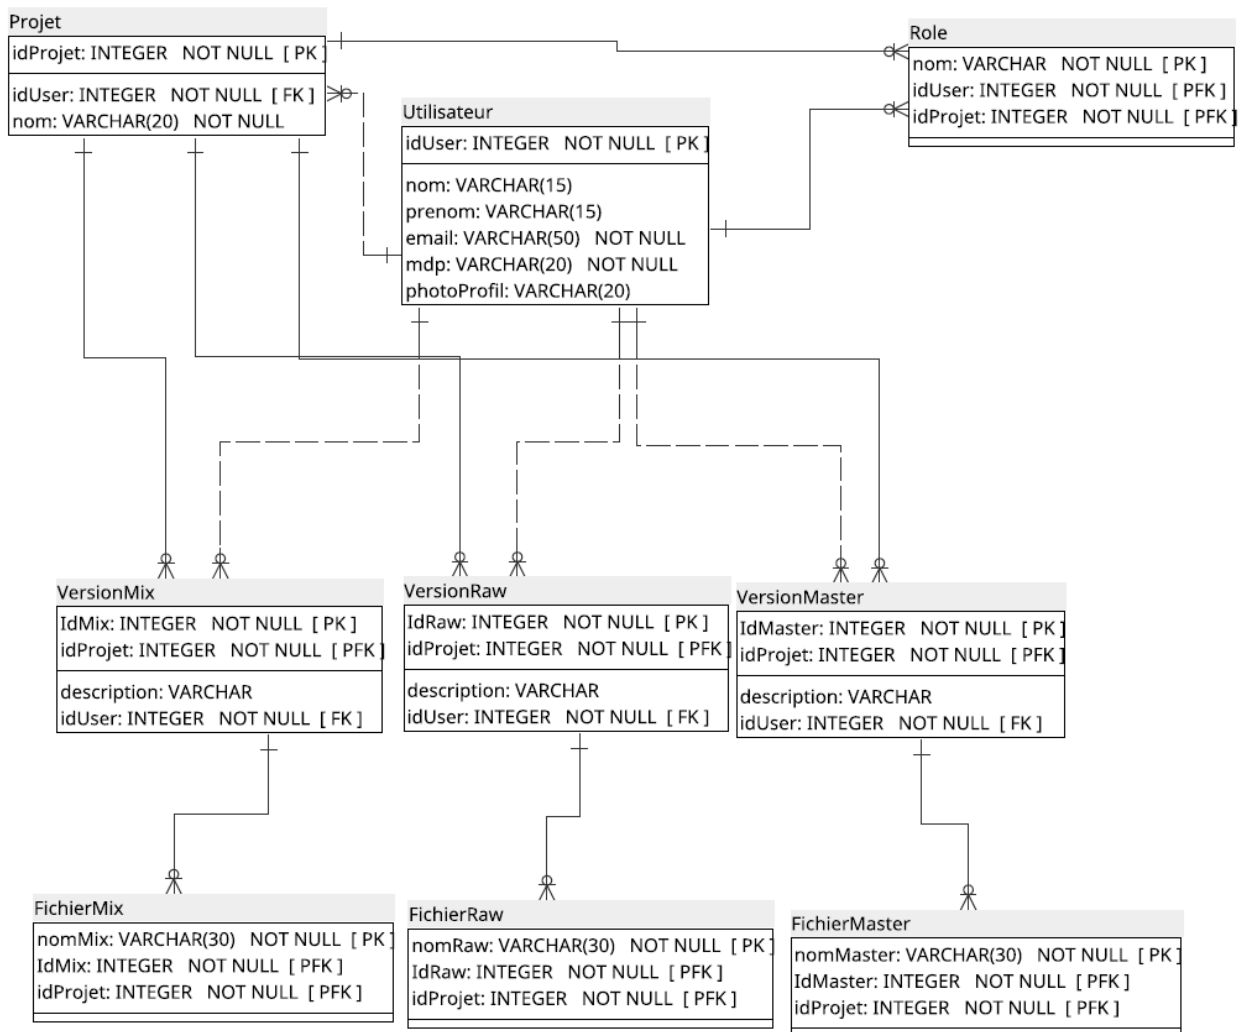 Projet
idProjet: INTEGER NOT NULL [ PK ]
idUser: INTEGER NOT NULL [ FK ]
nom: VARCHAR(20) NOT NULL
Role
nom: VARCHAR NOT NULL [ PK ]
idUser: INTEGER NOT NULL [ PFK ]
idProjet: INTEGER NOT NULL [ PFK ]
Utilisateur
idUser: INTEGER NOT NULL [ PK ]
nom: VARCHAR(15)
prenom: VARCHAR(15)
email: VARCHAR(50) NOT NULL
mdp: VARCHAR(20) NOT NULL
photoProfil: VARCHAR(20)
VersionMix
IdMix: INTEGER NOT NULL [ PK ]
idProjet: INTEGER NOT NULL [ PFK ]
description: VARCHAR
idUser: INTEGER NOT NULL [ FK ]
VersionRaw
IdRaw: INTEGER NOT NULL [ PK ]
idProjet: INTEGER NOT NULL [ PFK ]
description: VARCHAR
idUser: INTEGER NOT NULL [ FK ]
VersionMaster
IdMaster: INTEGER NOT NULL [ PK ]
idProjet: INTEGER NOT NULL [ PFK ]
description: VARCHAR
idUser: INTEGER NOT NULL [ FK ]
FichierMix
nomMix: VARCHAR(30) NOT NULL [ PK ]
IdMix: INTEGER NOT NULL [ PFK ]
idProjet: INTEGER NOT NULL [ PFK ]
FichierRaw
nomRaw: VARCHAR(30) NOT NULL [ PK ]
IdRaw: INTEGER NOT NULL [ PFK ]
idProjet: INTEGER NOT NULL [ PFK ]
FichierMaster
nomMaster: VARCHAR(30) NOT NULL [ PK ]
IdMaster: INTEGER NOT NULL [ PFK ]
idProjet: INTEGER NOT NULL [ PFK ]